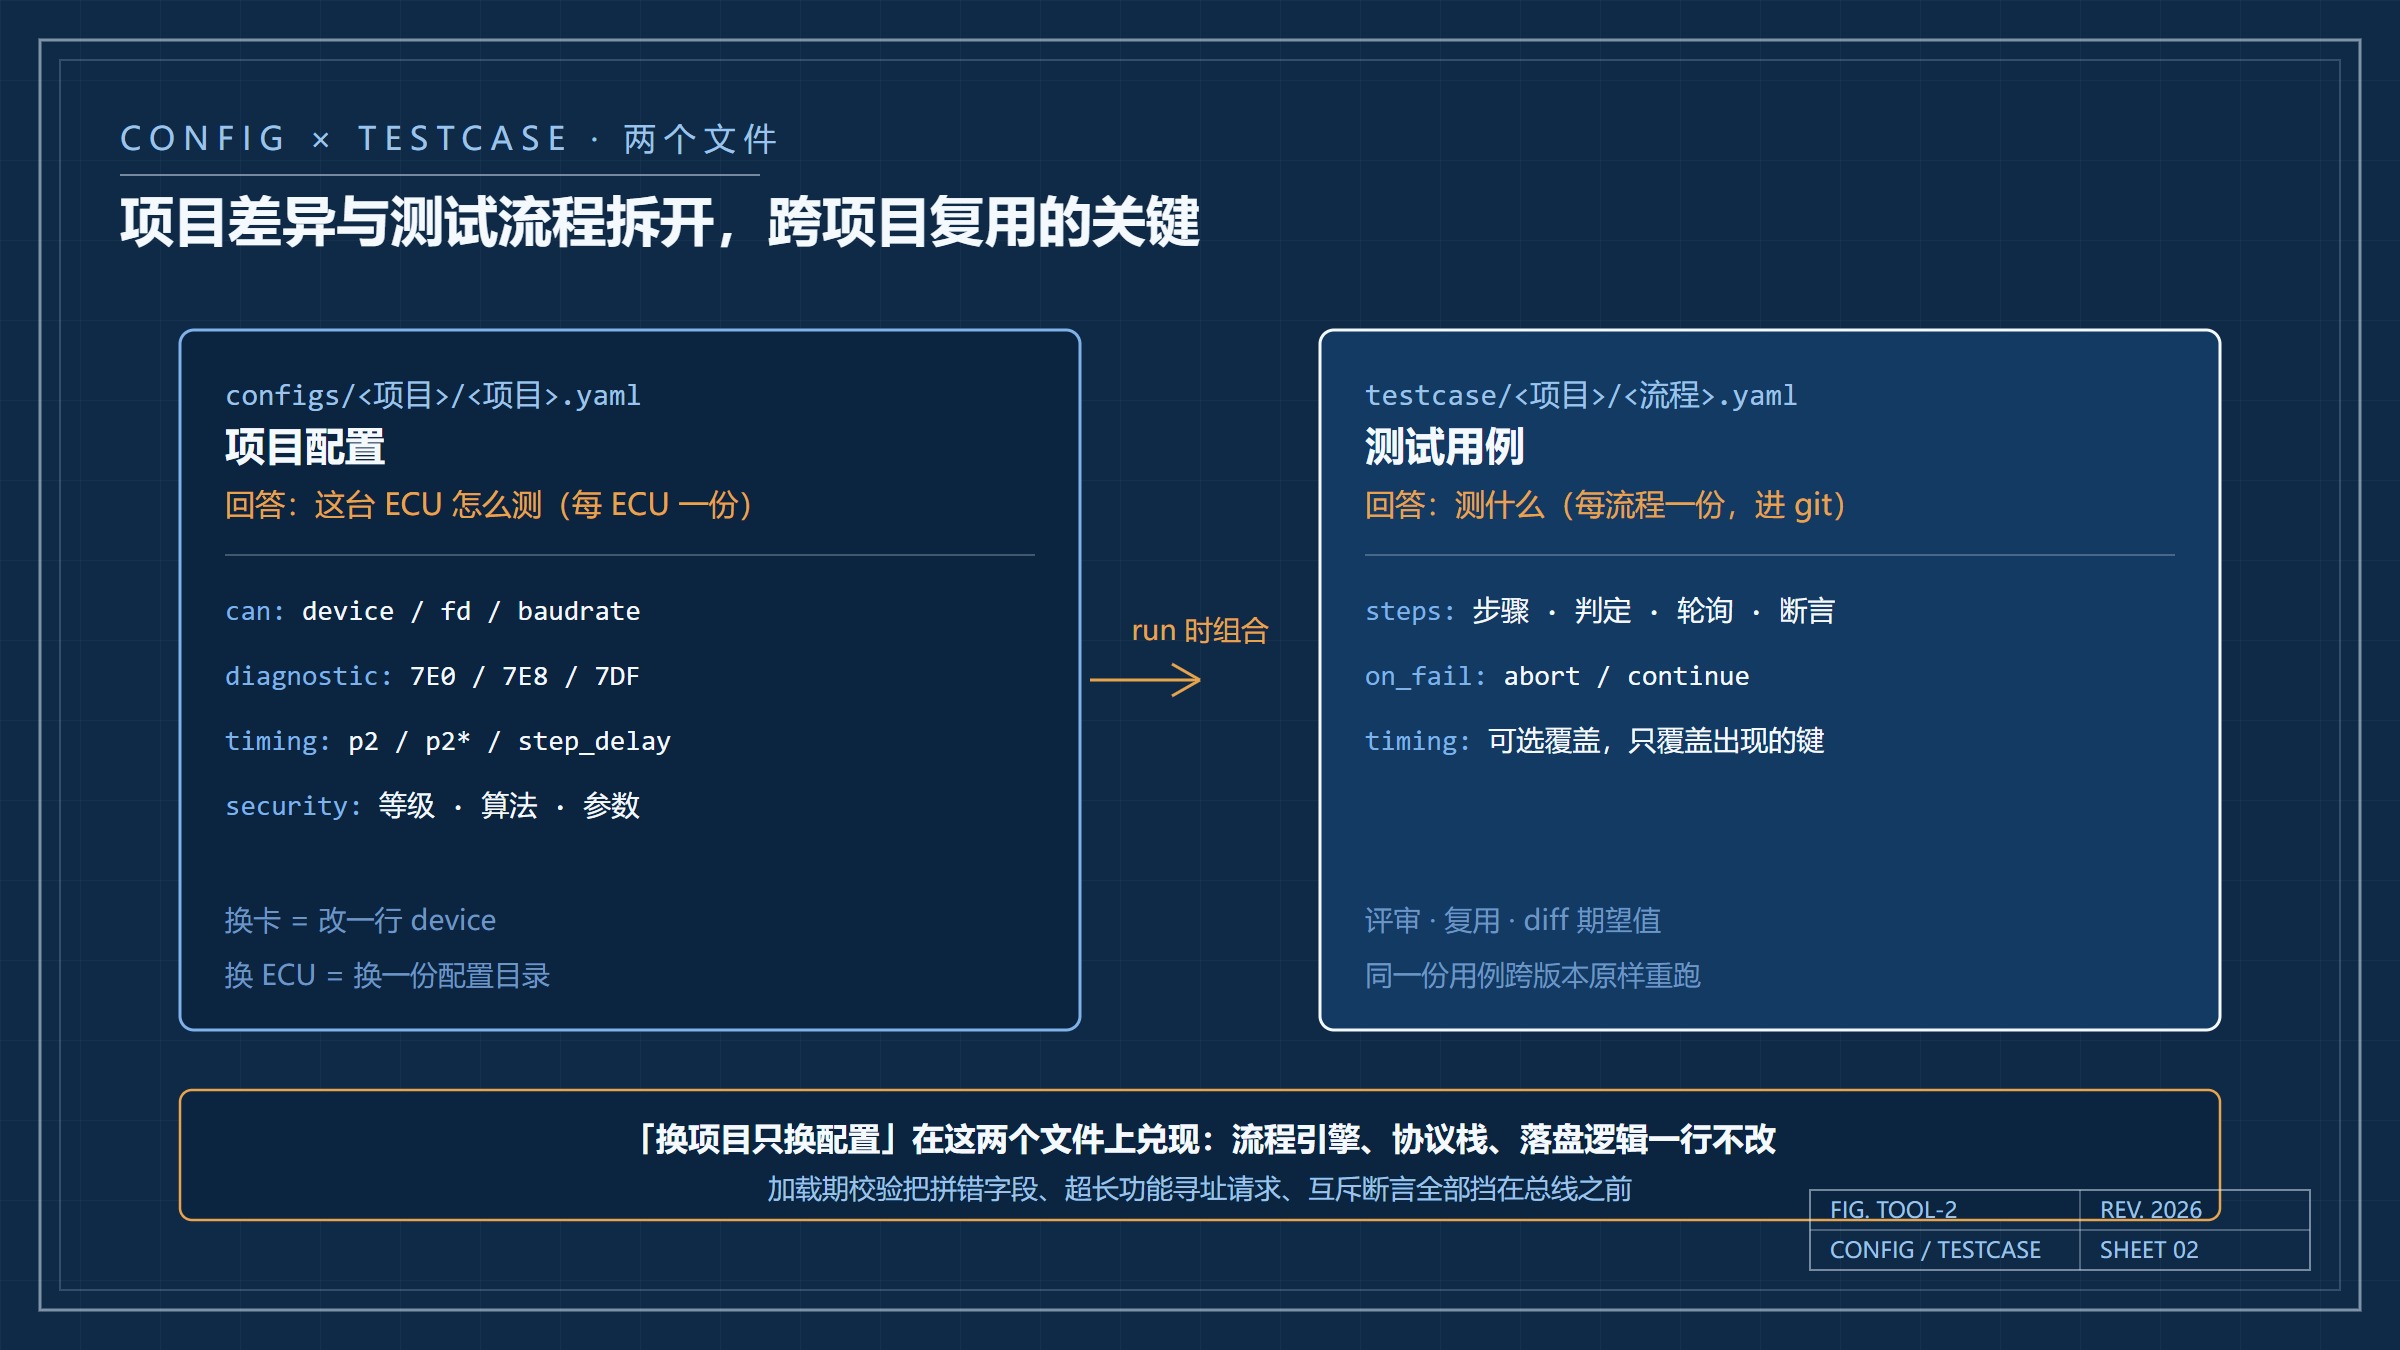 CONFIG × TESTCASE · 两个文件
项目差异与测试流程拆开，跨项目复用的关键
configs/<项目>/<项目>.yaml
项目配置
回答：这台 ECU 怎么测（每 ECU 一份）
can: device / fd / baudrate
diagnostic: 7E0 / 7E8 / 7DF
timing: p2 / p2* / step_delay
security: 等级 · 算法 · 参数
换卡 = 改一行 device
换 ECU = 换一份配置目录
run 时组合
testcase/<项目>/<流程>.yaml
测试用例
回答：测什么（每流程一份，进 git）
steps: 步骤 · 判定 · 轮询 · 断言
on_fail: abort / continue
timing: 可选覆盖，只覆盖出现的键
评审 · 复用 · diff 期望值
同一份用例跨版本原样重跑
「换项目只换配置」在这两个文件上兑现：流程引擎、协议栈、落盘逻辑一行不改
加载期校验把拼错字段、超长功能寻址请求、互斥断言全部挡在总线之前
FIG. TOOL-2
REV. 2026
CONFIG / TESTCASE
SHEET 02